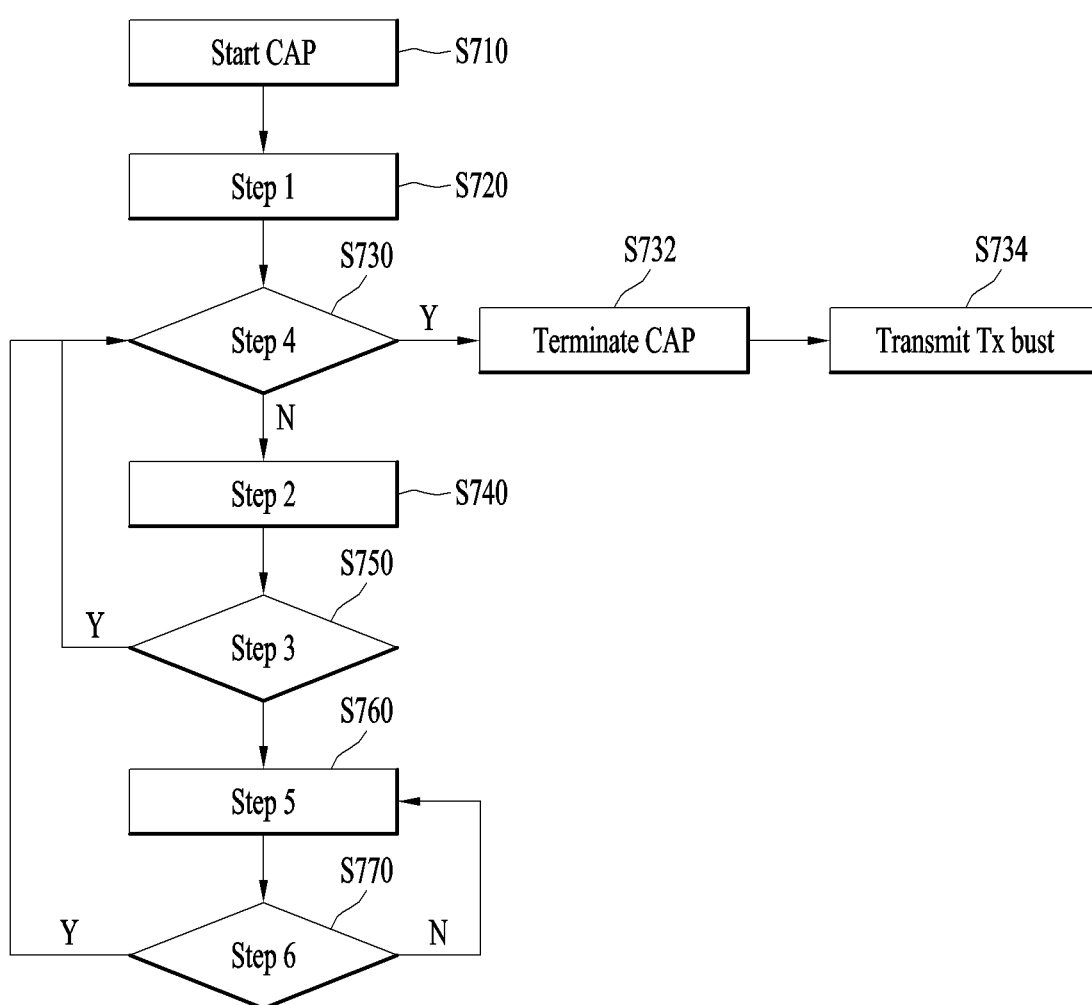 Start CAP
S710
Step 1
S720
S730
S732
S734
Step 4
Y
Terminate CAP
Transmit Tx bust
N
Step 2
S740
S750
Y
Step 3
S760
Step 5
S770
Y
N
Step 6